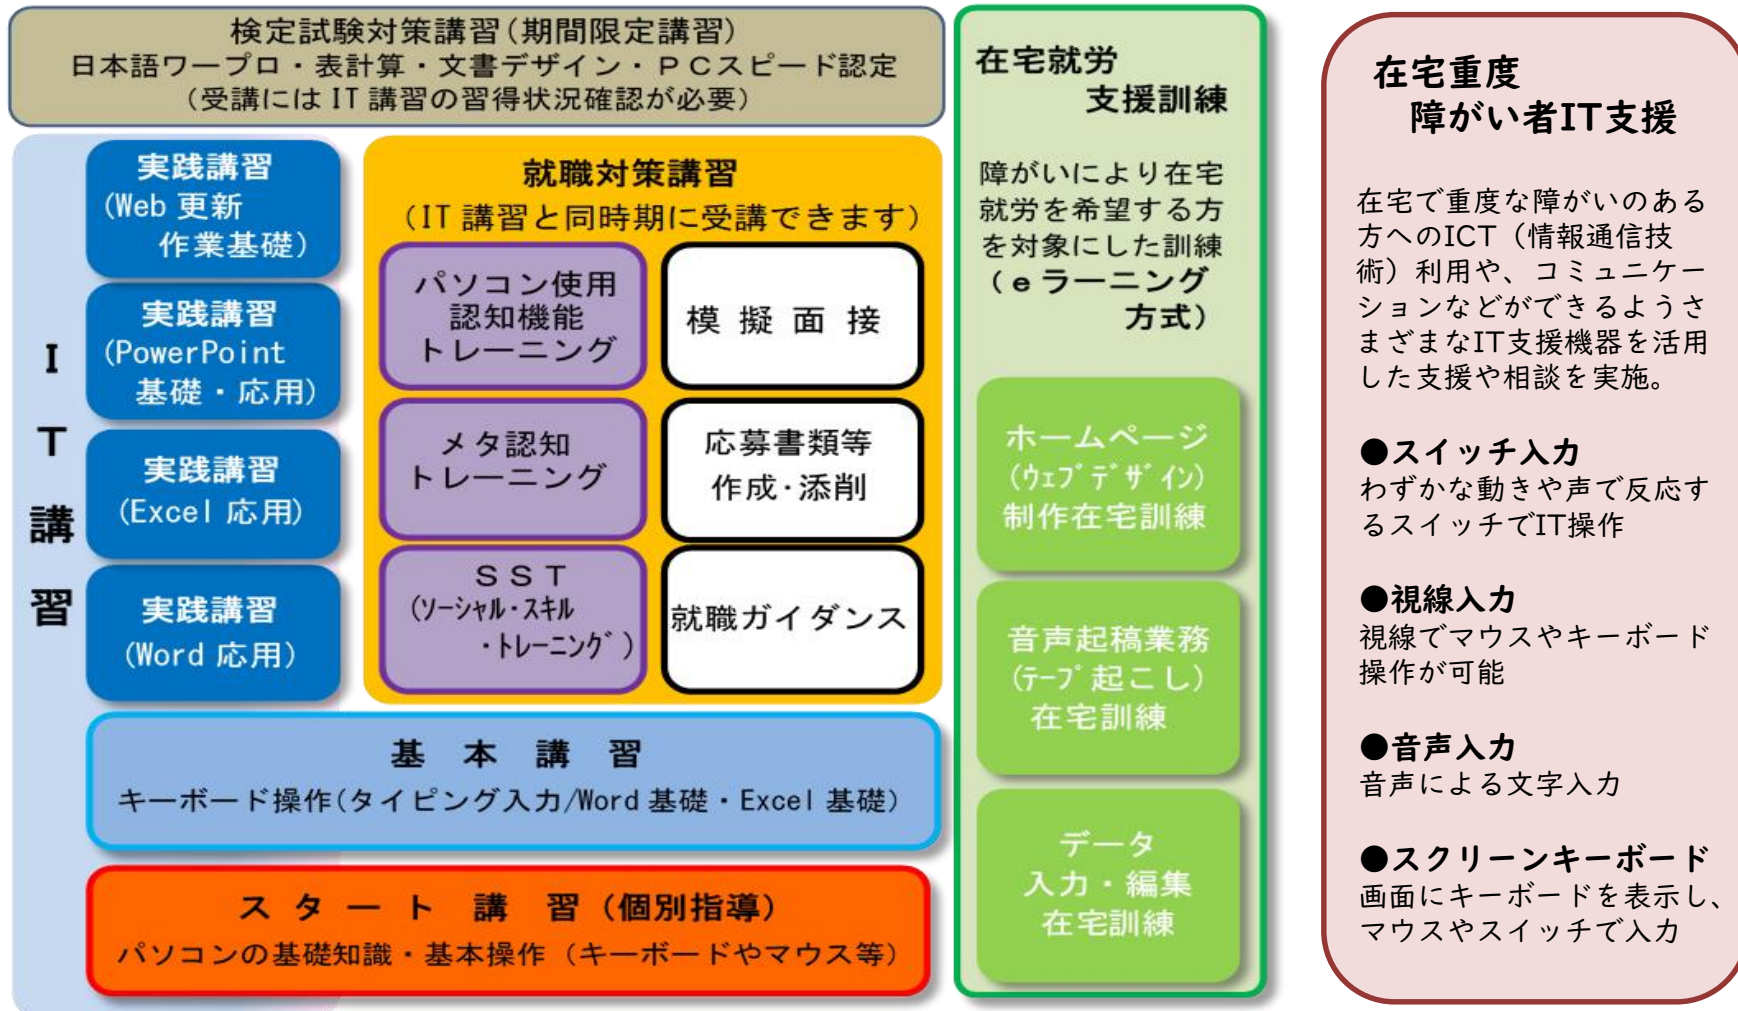 検定試験対策講習(期間限定講習)
日本語ワープロ・表計算・文書デザイン・ＰＣスピード認定
(受講には IT 講習の習得状況確認が必要)
ＩＴ講習
実践講習
(Web 更新
作業基礎)
実践講習
(PowerPoint
基礎・応用)
実践講習
(Excel 応用)
実践講習
(Word 応用)
就職対策講習
(IT 講習と同時期に受講できます)
パソコン使用
認知機能
トレーニング
模 擬 面 接
メタ認知
トレーニング
応募書類等
作成･添削
ＳＳＴ
(ｿｰｼｬﾙ・ｽｷﾙ
・ﾄﾚｰﾆﾝｸﾞ)
就職ガイダンス
基 本 講 習
キーボード操作(タイピング入力/Word 基礎・Excel 基礎)
ス タ ー ト 講 習 (個別指導)
パソコンの基礎知識・基本操作 (キーボードやマウス等)
在宅就労
支援訓練
障がいにより在宅
就労を希望する方
を対象にした訓練
(ｅラーニング
方式)
ホームページ
(ｳｪﾌﾞﾃﾞｻﾞｲﾝ)
制作在宅訓練
音声起稿業務
(ﾃｰﾌﾟ起こし)
在宅訓練
データ
入力・編集
在宅訓練
在宅重度
障がい者IT支援
在宅で重度な障がいのある
方へのICT（情報通信技
術）利用や、コミュニケー
ションなどができるようさ
まざまなIT支援機器を活用
した支援や相談を実施。
●スイッチ入力
わずかな動きや声で反応す
るスイッチでIT操作
●視線入力
視線でマウスやキーボード
操作が可能
●音声入力
音声による文字入力
●スクリーンキーボード
画面にキーボードを表示し、
マウスやスイッチで入力